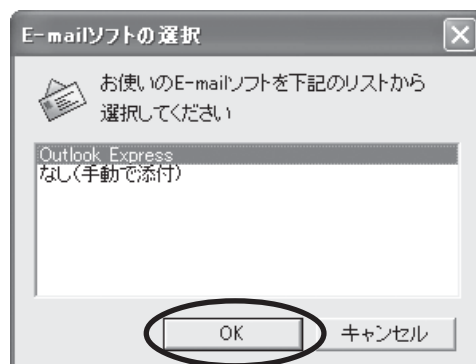 E-mailソフトの選択
お使いのE-mailソフトを下記のリストから
選択してください
Outlook Express
なし(手動で添付)
OK
キャンセル